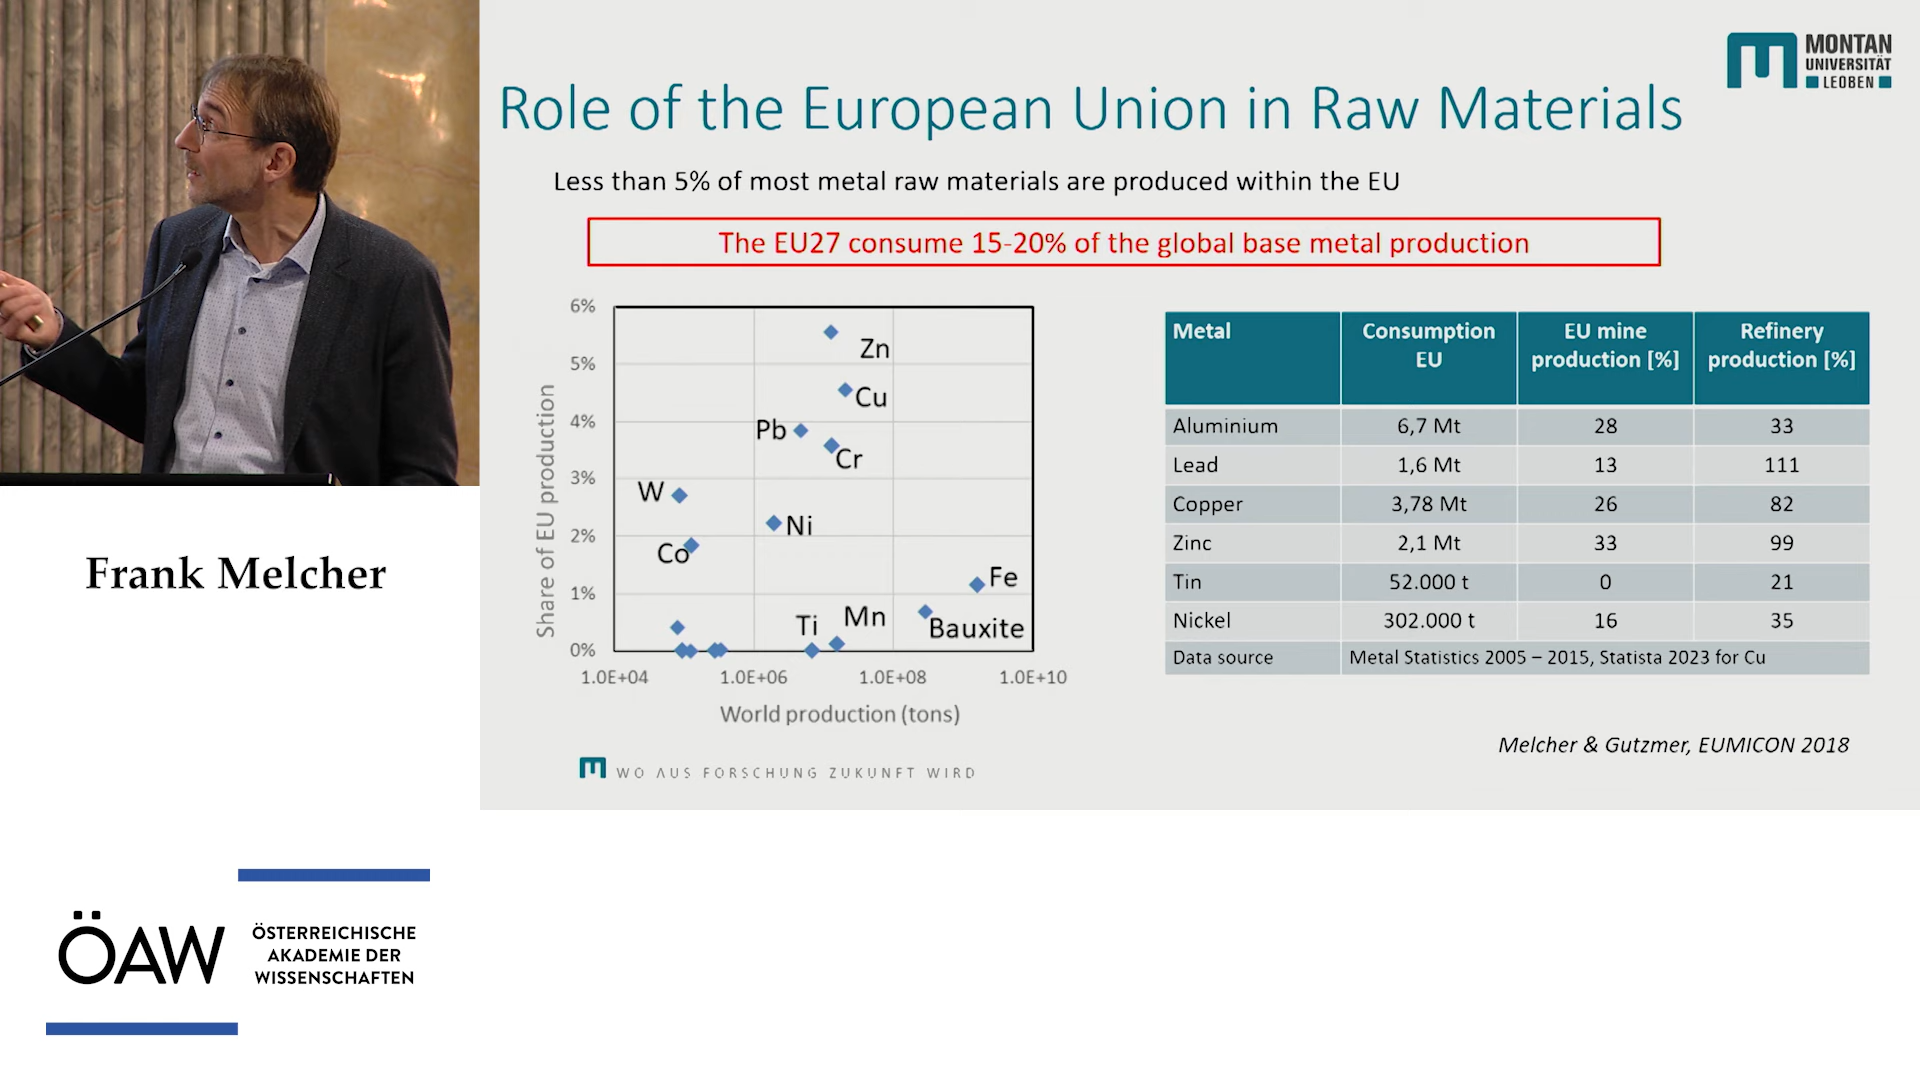 MONTAN
UNIVERSITÄT
LEOBEN
Role of the European Union in Raw Materials
Less than 5% of most metal raw materials are produced within the EU
The EU27 consume 15-20% of the global base metal production
Share of EU production
6%
5%
4%
3%
2%
1%
0%
Zn
Cu
Pb
Cr
W
Ni
Co
Fe
Ti
Mn
Bauxite
1.0E+04 1.0E+06 1.0E+08 1.0E+10
World production (tons)
Metal Consumption EU EU mine production [%] Refinery production [%]
Aluminium 6,7 Mt 28 33
Lead 1,6 Mt 13 111
Copper 3,78 Mt 26 82
Zinc 2,1 Mt 33 99
Tin 52.000 t 0 21
Nickel 302.000 t 16 35
Data source Metal Statistics 2005 – 2015, Statista 2023 for Cu
Melcher & Gutzmer, EUMICON 2018
WO AUS FORSCHUNG ZUKUNFT WIRD
Frank Melcher
ÖAW
ÖSTERREICHISCHE
AKADEMIE DER
WISSENSCHAFTEN